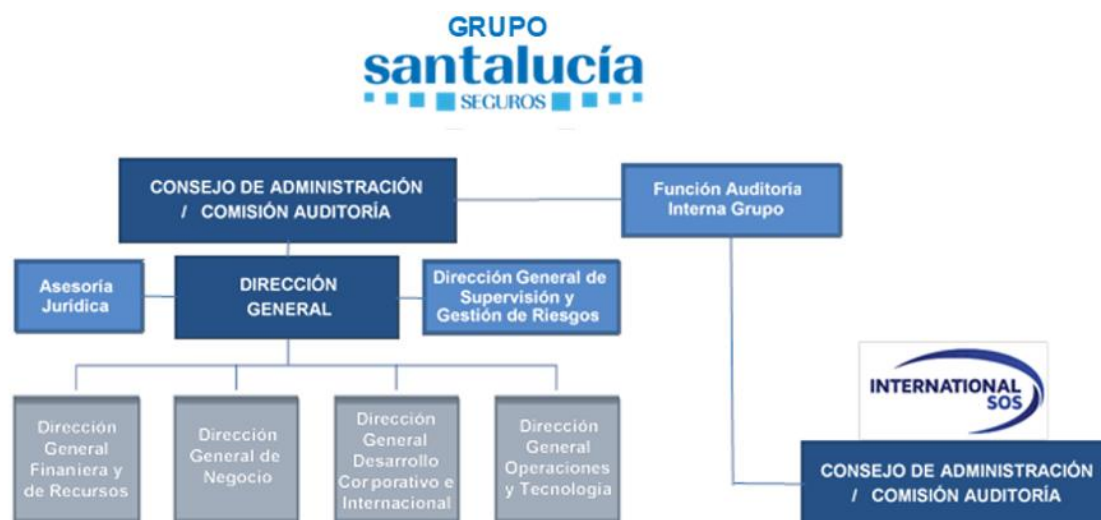 GRUPO
santalucía
SEGUROS
CONSEJO DE ADMINISTRACIÓN
/ COMISIÓN AUDITORÍA
Función Auditoría
Interna Grupo
Asesoría
Jurídica
DIRECCIÓN
GENERAL
Dirección General de
Supervisión y
Gestión de Riesgos
Dirección
General
Finaniera y
de Recursos
Dirección
General de
Negocio
Dirección
General
Desarrollo
Corporativo e
Internacional
Dirección
General
Operaciones
y Tecnología
INTERNATIONAL
SOS
CONSEJO DE ADMINISTRACIÓN
/ COMISIÓN AUDITORÍA